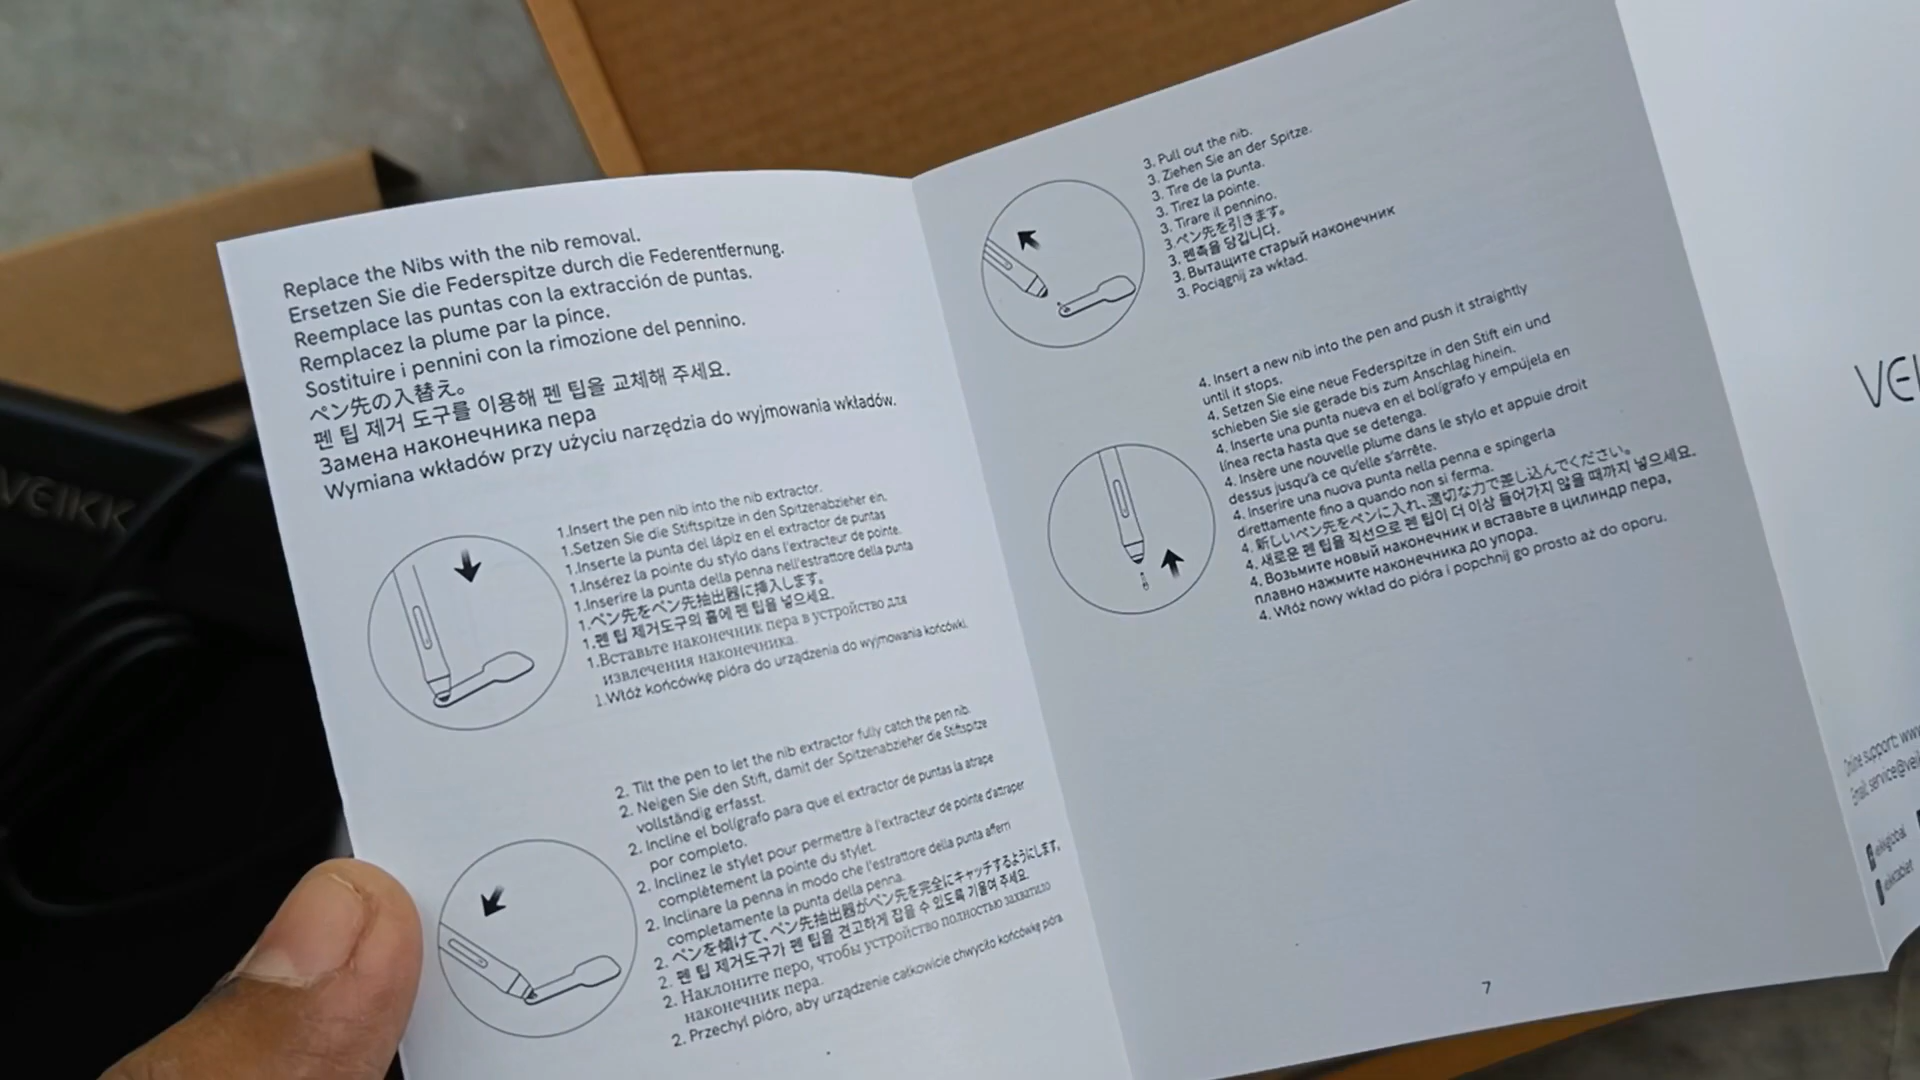 Replace the Nibs with the nib removal.
Ersetzen Sie die Federspitze durch die Federentfernung.
Reemplace las puntas con la extracción de puntas.
Remplacez la plume par la pince.
Sostituire i pennini con la rimozione del pennino.
ペン先の入替え。
펜 팁 제거 도구를 이용해 펜 팁을 교체해 주세요.
Замена наконечника пера
Wymiana wkładów przy użyciu narzędzia do wyjmowania wkładów.
1.Insert the pen nib into the nib extractor.
1.Setzen Sie die Stiftspitze in den Spitzenabzieher ein.
1.Inserte la punta del lápiz en el extractor de puntas
1.Insérez la pointe du stylo dans l'extracteur de pointe.
1.Inserire la punta della penna nell'estrattore della punta
1.ペン先をペン先抽出器に挿入します。
1.펜 팁 제거도구의 홈에 펜 팁을 넣으세요.
1.Вставьте наконечник пера в устройство для
извлечения наконечника.
1.Włóż końcówkę pióra do urządzenia do wyjmowania końcówki.
2. Tilt the pen to let the nib extractor fully catch the pen nib.
2. Neigen Sie den Stift, damit der Spitzenabzieher die Stiftspitze
vollständig erfasst.
2. Incline el bolígrafo para que el extractor de puntas la atrape
por completo.
2. Inclinez le stylet pour permettre à l'extracteur de pointe d'attraper
complètement la pointe du stylet.
2. Inclinare la penna in modo che l'estrattore della punta afferri
completamente la punta della penna.
2. ペンを傾けて、ペン先抽出器がペン先を完全にキャッチするようにします。
2. 펜 팁 제거도구가 펜 팁을 견고하게 잡을 수 있도록 기울여 주세요.
2. Наклоните перо, чтобы устройство полностью захватило
наконечник пера.
2. Przechyl pióro, aby urządzenie całkowicie chwyciło końcówkę pióra
3. Pull out the nib.
3. Ziehen Sie an der Spitze.
3. Tire de la punta.
3. Tirez la pointe.
3. Tirare il pennino.
3.ペン先を引きます。
3. 펜촉을 당깁니다.
3. Вытащите старый наконечник
3. Pociągnij za wkład.
4. Insert a new nib into the pen and push it straightly
until it stops.
4. Setzen Sie eine neue Federspitze in den Stift ein und
schieben Sie sie gerade bis zum Anschlag hinein.
4. Inserte una punta nueva en el bolígrafo y empújela en
línea recta hasta que se detenga.
4. Insère une nouvelle plume dans le stylo et appuie droit
dessus jusqu'à ce qu'elle s'arrête.
4. Inserire una nuova punta nella penna e spingerla
direttamente fino a quando non si ferma.
4. 新しいペン先をペンに入れ、適切な力で差し込んでください。
4. 새로운 펜 팁을 직선으로 펜 팁이 더 이상 들어가지 않을 때까지 넣으세요.
4. Возьмите новый наконечник и вставьте в цилиндр пера,
плавно нажмите наконечника до упора.
4. Włóż nowy wkład do pióra i popchnij go prosto aż do oporu.
7
VEIKK
Online support: www
Email: service@vei